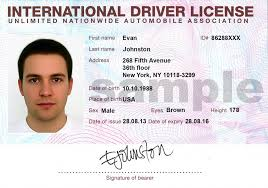 INTERNATIONAL DRIVER LICENSE
UNLIMITED NATIONWIDE AUTOMOBILE ASSOCIATION
First name Evan ID# 86288XXX
Last name Johnston
Address 268 Fifth Avenue
36th floor
New York, NY, 10118-3299
Date of birth 10.10.1988
Place of birth
USA
Sex Male Eyes Brown Height 178
Date of issue 28.08.13 Date of expiry 28.08.16
Sample
EJohnston
Signature of bearer